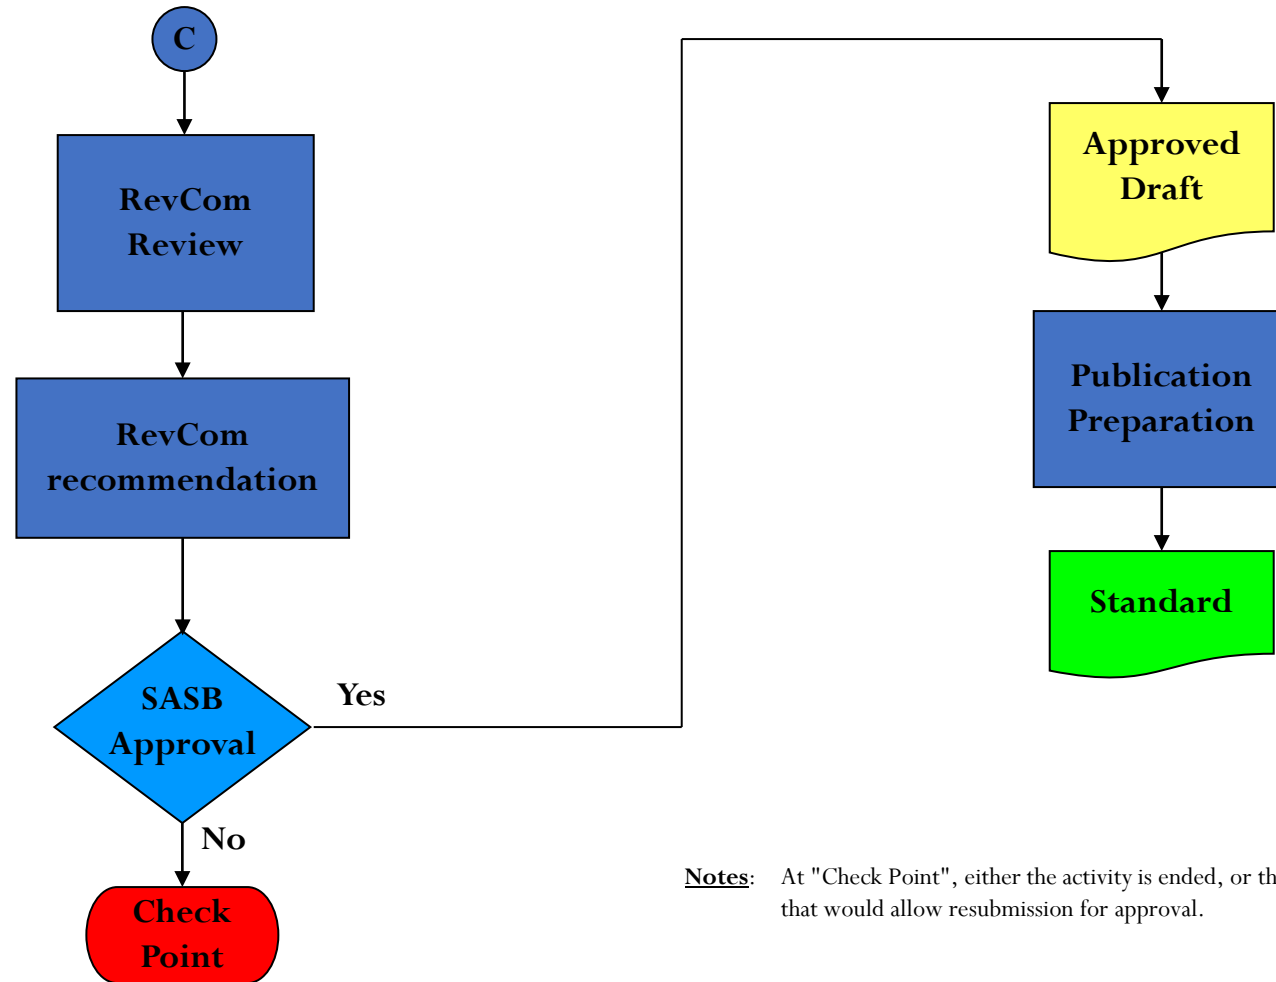 C
RevCom
Review
RevCom
recommendation
SASB
Approval
Yes
No
Check
Point
Approved
Draft
Publication
Preparation
Standard
Notes: At "Check Point", either the activity is ended, or th
that would allow resubmission for approval.